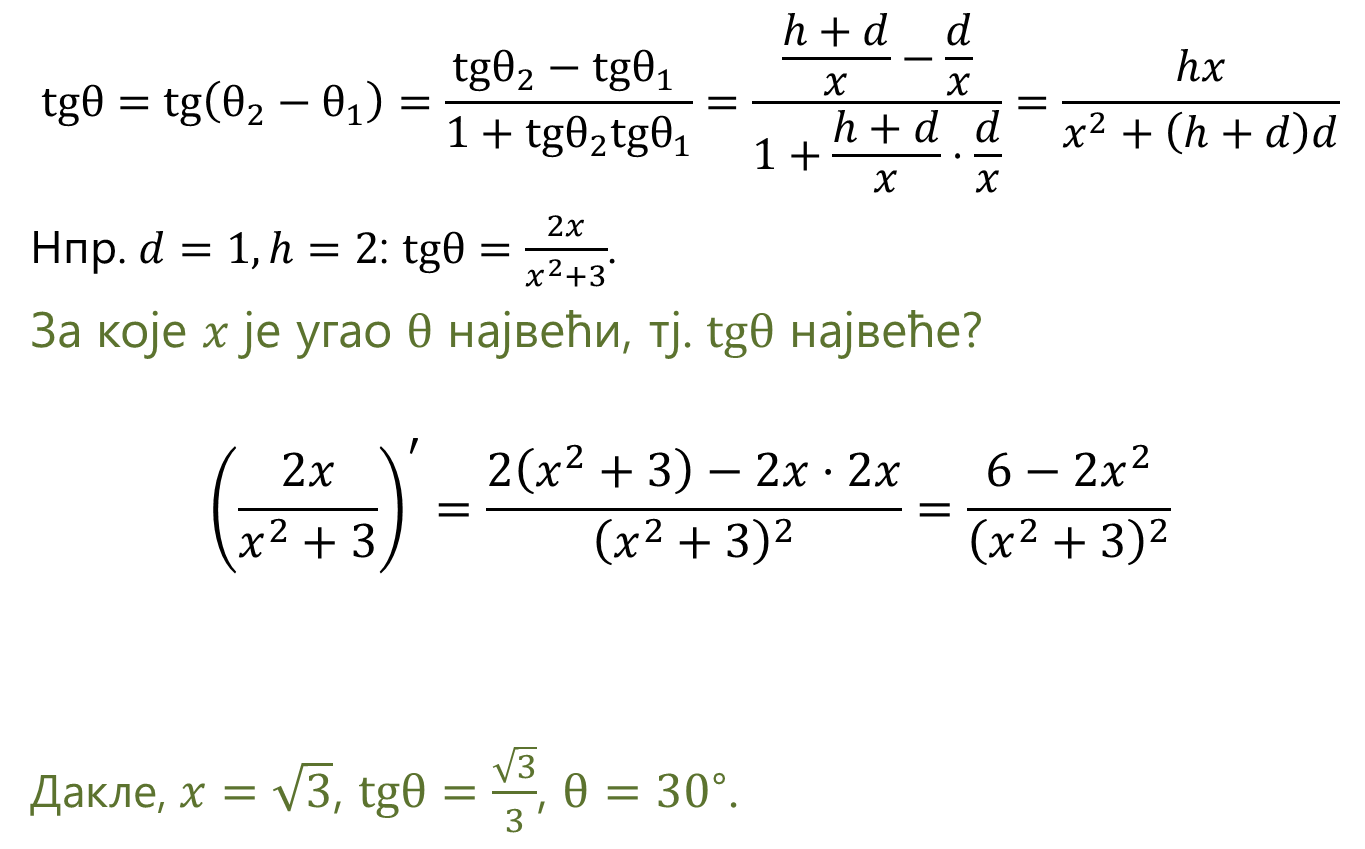 tgθ = tg(θ₂ − θ₁) = (tgθ₂ − tgθ₁)/(1 + tgθ₂tgθ₁) = ((h + d)/x − d/x)/(1 + (h + d)/x · d/x) = hx/(x² + (h + d)d)
Нпр. d = 1, h = 2: tgθ = 2x/(x²+3).
За које x је угао θ највећи, тј. tgθ највеће?
(2x/(x² + 3))′ = (2(x² + 3) − 2x · 2x)/(x² + 3)² = (6 − 2x²)/(x² + 3)²
Дакле, x = √3, tgθ = √3/3, θ = 30°.